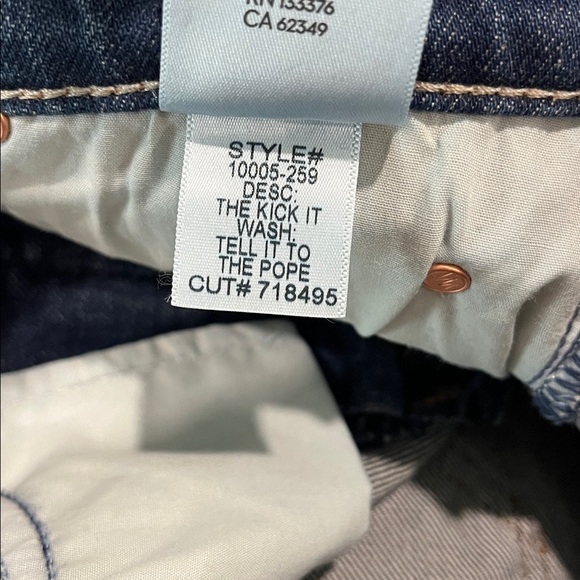 RN 133376
CA 62349
STYLE#
10005-259
DESC:
THE KICK IT
WASH:
TELL IT TO
THE POPE
CUT# 718495